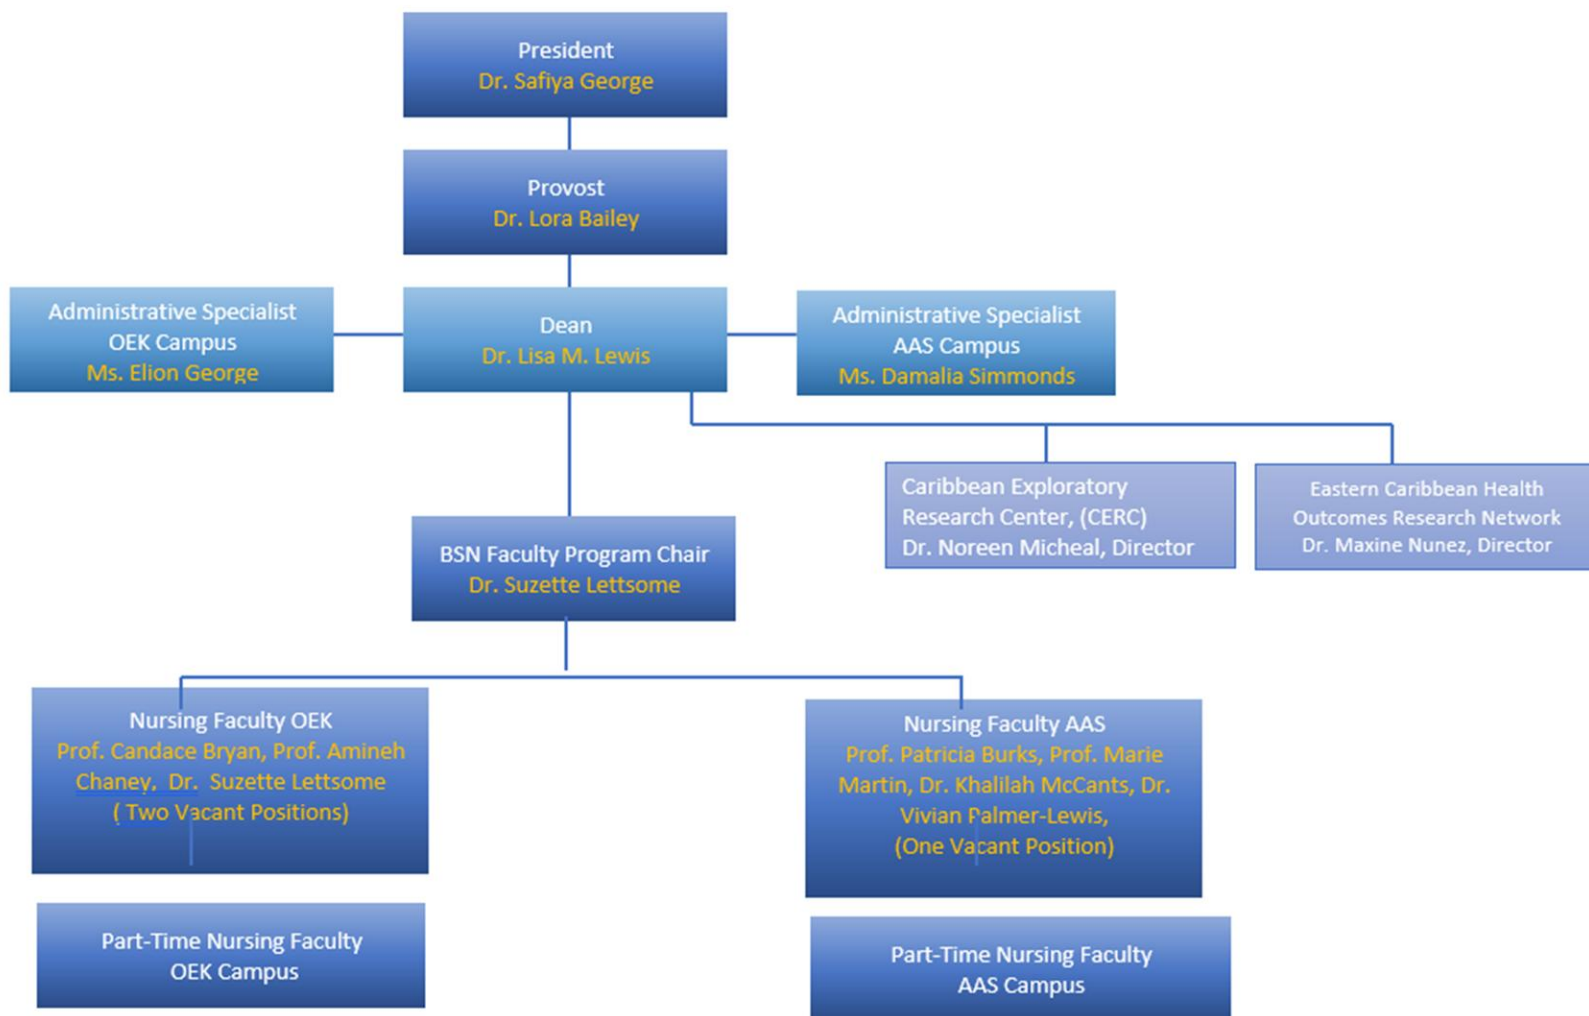 President
Dr. Safiya George
Provost
Dr. Lora Bailey
Administrative Specialist
OEK Campus
Ms. Elion George
Dean
Dr. Lisa M. Lewis
Administrative Specialist
AAS Campus
Ms. Damalia Simmonds
Caribbean Exploratory
Research Center, (CERC)
Dr. Noreen Micheal, Director
Eastern Caribbean Health
Outcomes Research Network
Dr. Maxine Nunez, Director
BSN Faculty Program Chair
Dr. Suzette Lettsome
Nursing Faculty OEK
Prof. Candace Bryan, Prof. Amineh
Chaney, Dr. Suzette Lettsome
( Two Vacant Positions)
Nursing Faculty AAS
Prof. Patricia Burks, Prof. Marie
Martin, Dr. Khalilah McCants, Dr.
Vivian Palmer-Lewis,
(One Vacant Position)
Part-Time Nursing Faculty
OEK Campus
Part-Time Nursing Faculty
AAS Campus